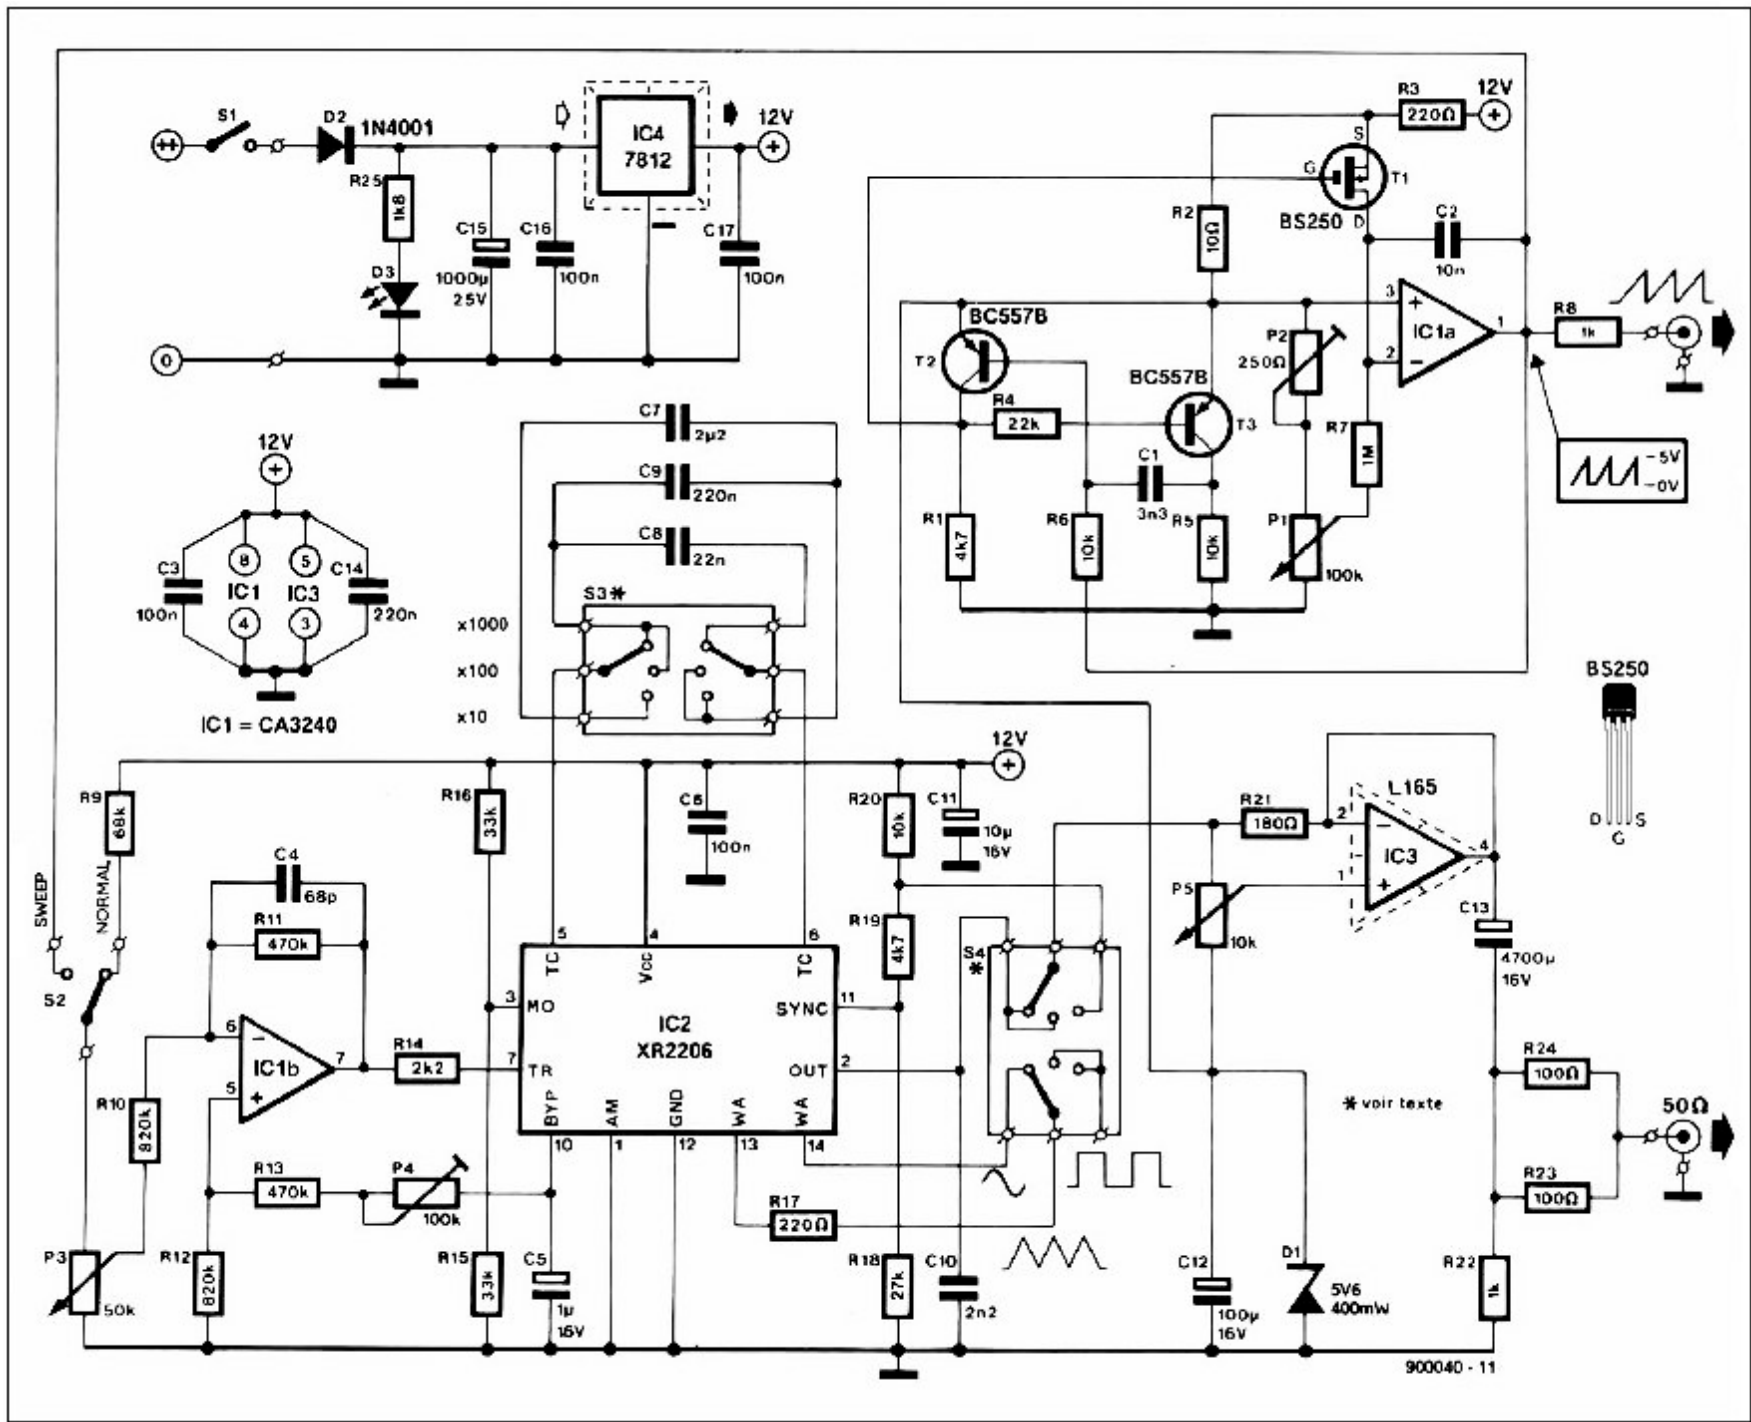 S1
D2
1N4001
R25
1k8
D3
C15
1000µ
25V
C16
100n
IC4
7812
C17
100n
12V
+
++
0
R3
220Ω
12V
+
S
G
D
T1
BS250
R2
10Ω
C2
10n
BC557B
T2
BC557B
T3
R4
22k
C1
3n3
R1
4k7
R6
10k
R5
10k
P2
250Ω
P1
100k
R7
1M
3
+
IC1a
2
−
1
R8
1k
-5V
-0V
12V
+
C3
100n
8
IC1
4
5
IC3
3
C14
220n
IC1 = CA3240
C7
2µ2
C9
220n
C8
22n
S3*
x1000
x100
x10
BS250
D
G
S
12V
+
R9
68k
SWEEP
NORMAL
S2
C4
68p
R11
470k
6
−
IC1b
7
5
+
R10
820k
R14
2k2
R13
470k
P4
100k
P3
50k
R12
820k
R16
33k
R15
33k
C5
1µ
16V
C6
100n
5
TC
4
Vcc
6
TC
3
MO
SYNC
11
IC2
XR2206
7
TR
OUT
2
BYP
AM
GND
WA
WA
10
1
12
13
14
R20
10k
C11
10µ
16V
R19
4k7
R18
27k
R17
220Ω
C10
2n2
S4
*
R21
180Ω
L165
2
−
IC3
4
1
+
P5
10k
C13
4700µ
16V
R24
100Ω
R23
100Ω
50Ω
* voir texte
C12
100µ
16V
D1
5V6
400mW
R22
1k
900040 - 11